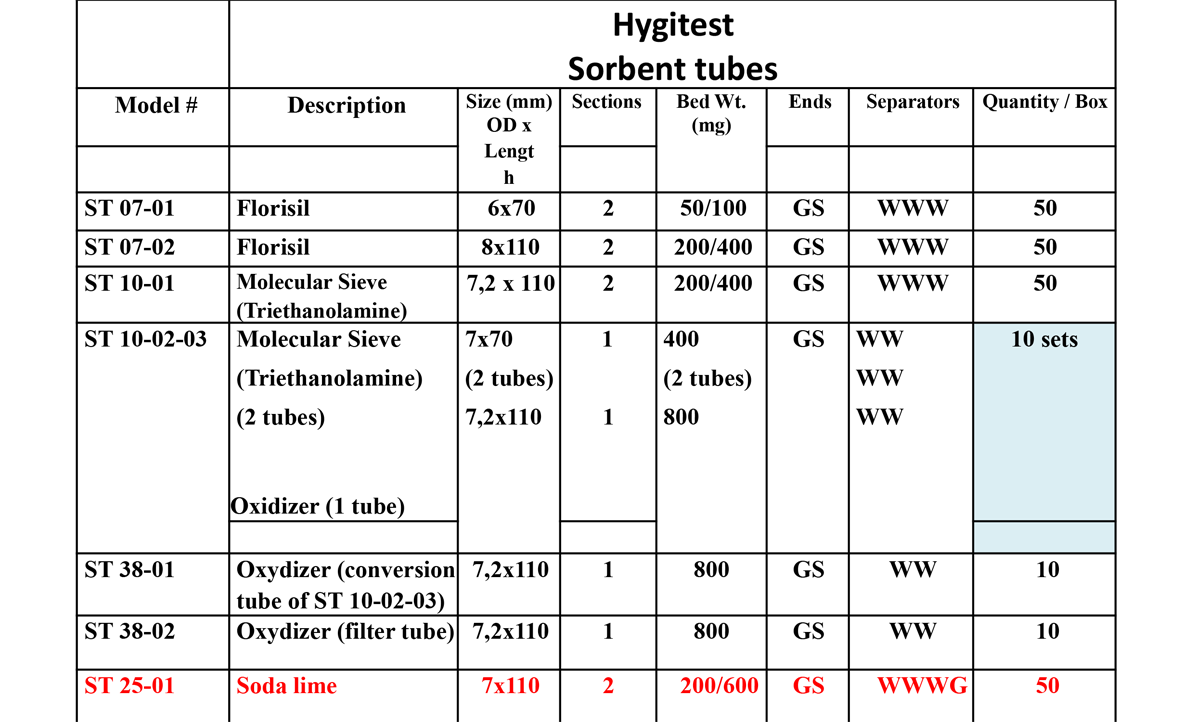 Hygitest
Sorbent tubes
Model # Description Size (mm) Sections Bed Wt. Ends Separators Quantity / Box
OD x (mg)
Lengt
h
ST 07-01 Florisil 6x70 2 50/100 GS WWW 50
ST 07-02 Florisil 8x110 2 200/400 GS WWW 50
ST 10-01 Molecular Sieve 7,2 x 110 2 200/400 GS WWW 50
(Triethanolamine)
ST 10-02-03 Molecular Sieve 7x70 1 400 GS WW 10 sets
(Triethanolamine) (2 tubes) (2 tubes) WW
(2 tubes) 7,2x110 1 800 WW
Oxidizer (1 tube)
ST 38-01 Oxydizer (conversion 7,2x110 1 800 GS WW 10
tube of ST 10-02-03)
ST 38-02 Oxydizer (filter tube) 7,2x110 1 800 GS WW 10
ST 25-01 Soda lime 7x110 2 200/600 GS WWWG 50